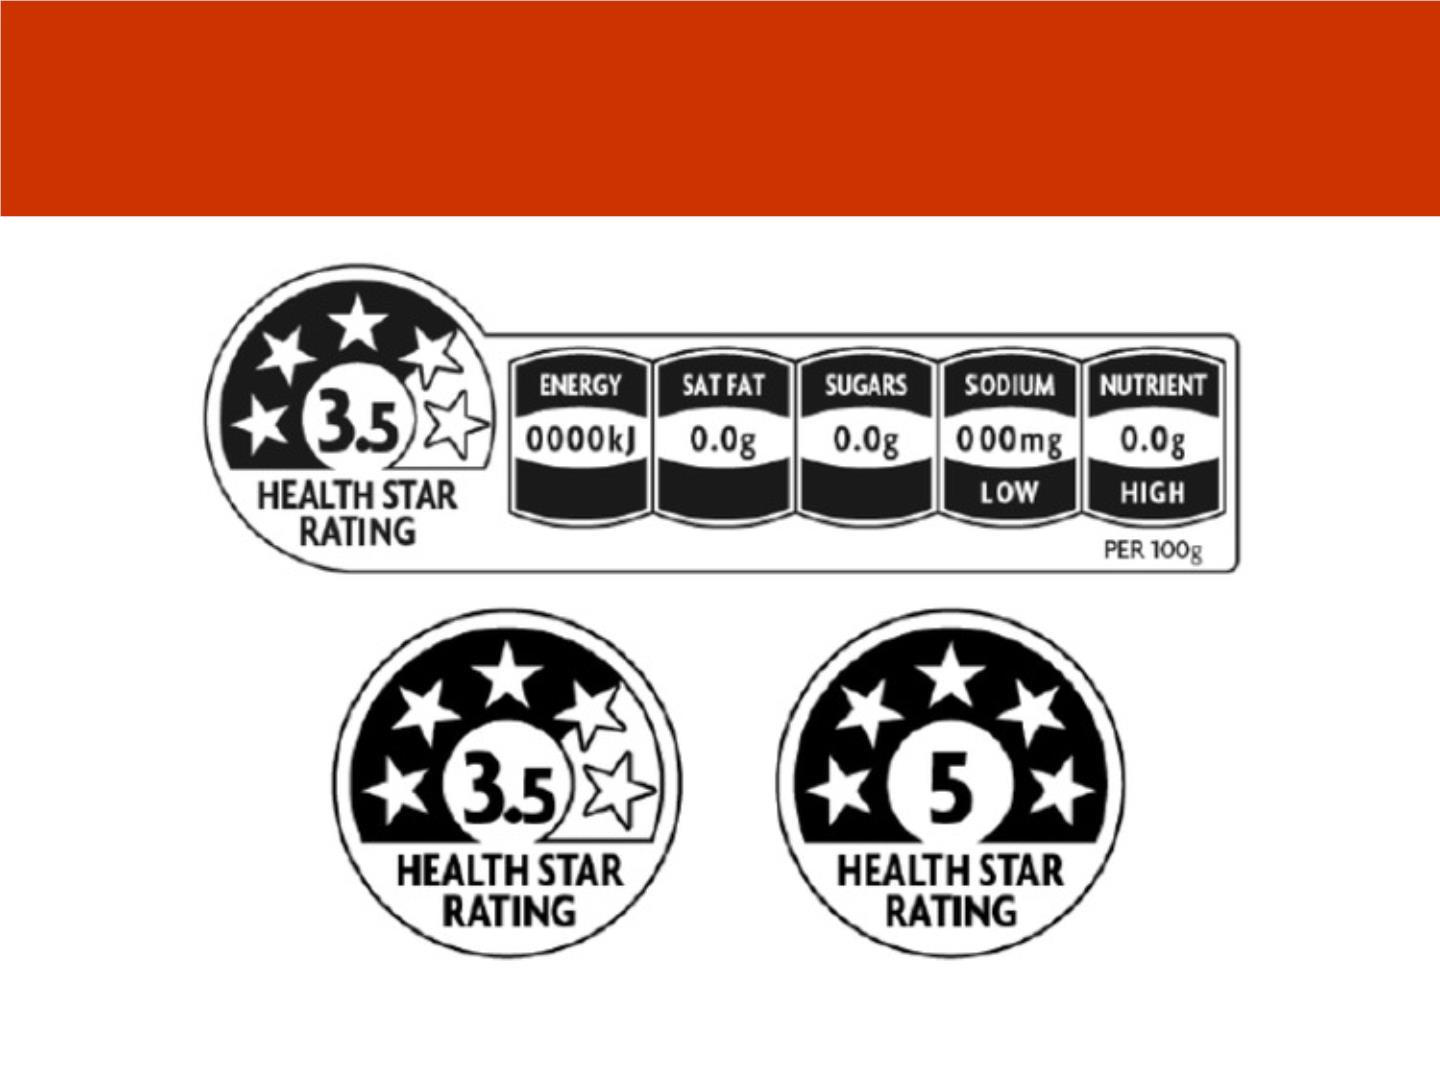 3.5
HEALTH STAR
RATING
ENERGY
0000kJ
SAT FAT
0.0g
SUGARS
0.0g
SODIUM
000mg
LOW
NUTRIENT
0.0g
HIGH
PER 100g
3.5
HEALTH STAR
RATING
5
HEALTH STAR
RATING